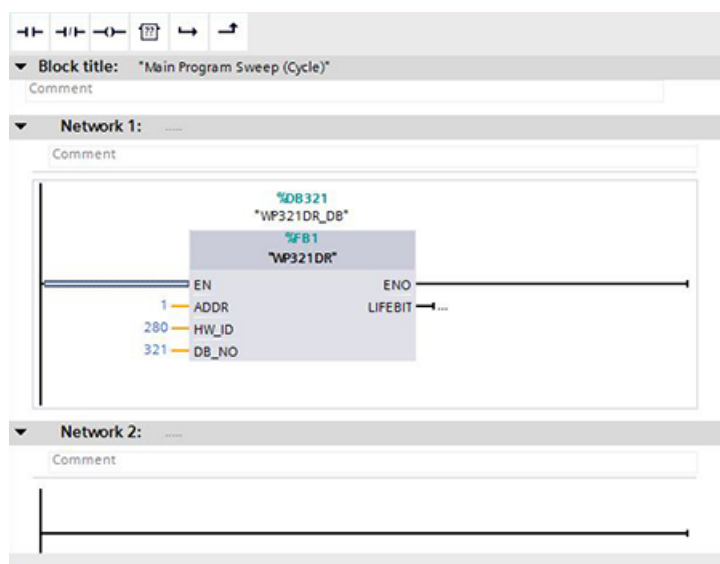 ??
Block title: "Main Program Sweep (Cycle)"
Comment
Network 1: .....
Comment
%DB321
"WP321DR_DB"
%FB1
"WP321DR"
EN ENO
1 ADDR LIFEBIT ...
280 HW_ID
321 DB_NO
Network 2: .....
Comment